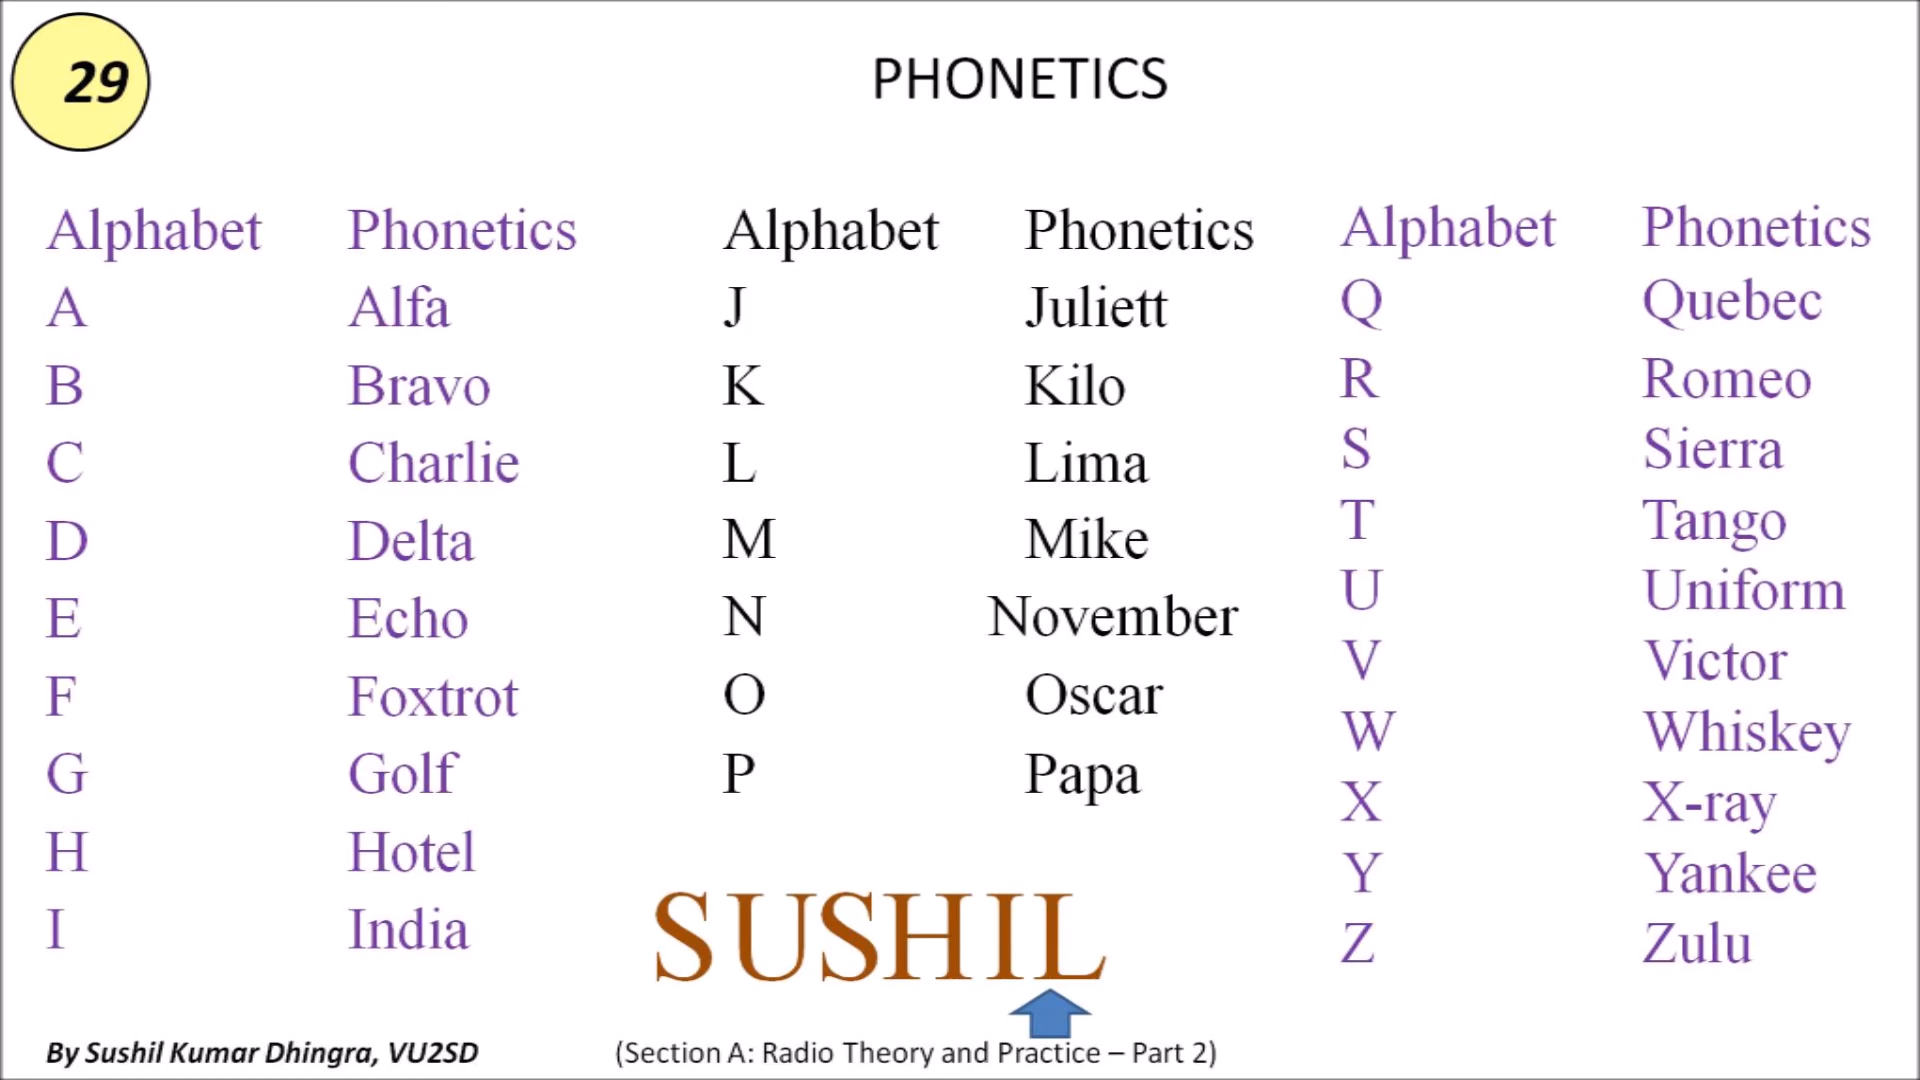 29
PHONETICS
Alphabet Phonetics Alphabet Phonetics Alphabet Phonetics
A Alfa J Juliett Q Quebec
B Bravo K Kilo R Romeo
C Charlie L Lima S Sierra
D Delta M Mike T Tango
E Echo N November U Uniform
F Foxtrot O Oscar V Victor
G Golf P Papa W Whiskey
H Hotel X X-ray
I India Y Yankee
Z Zulu
SUSHIL
By Sushil Kumar Dhingra, VU2SD (Section A: Radio Theory and Practice – Part 2)